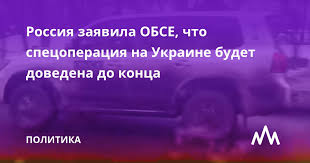 Россия заявила ОБСЕ, что
спецоперация на Украине будет
доведена до конца
ПОЛИТИКА